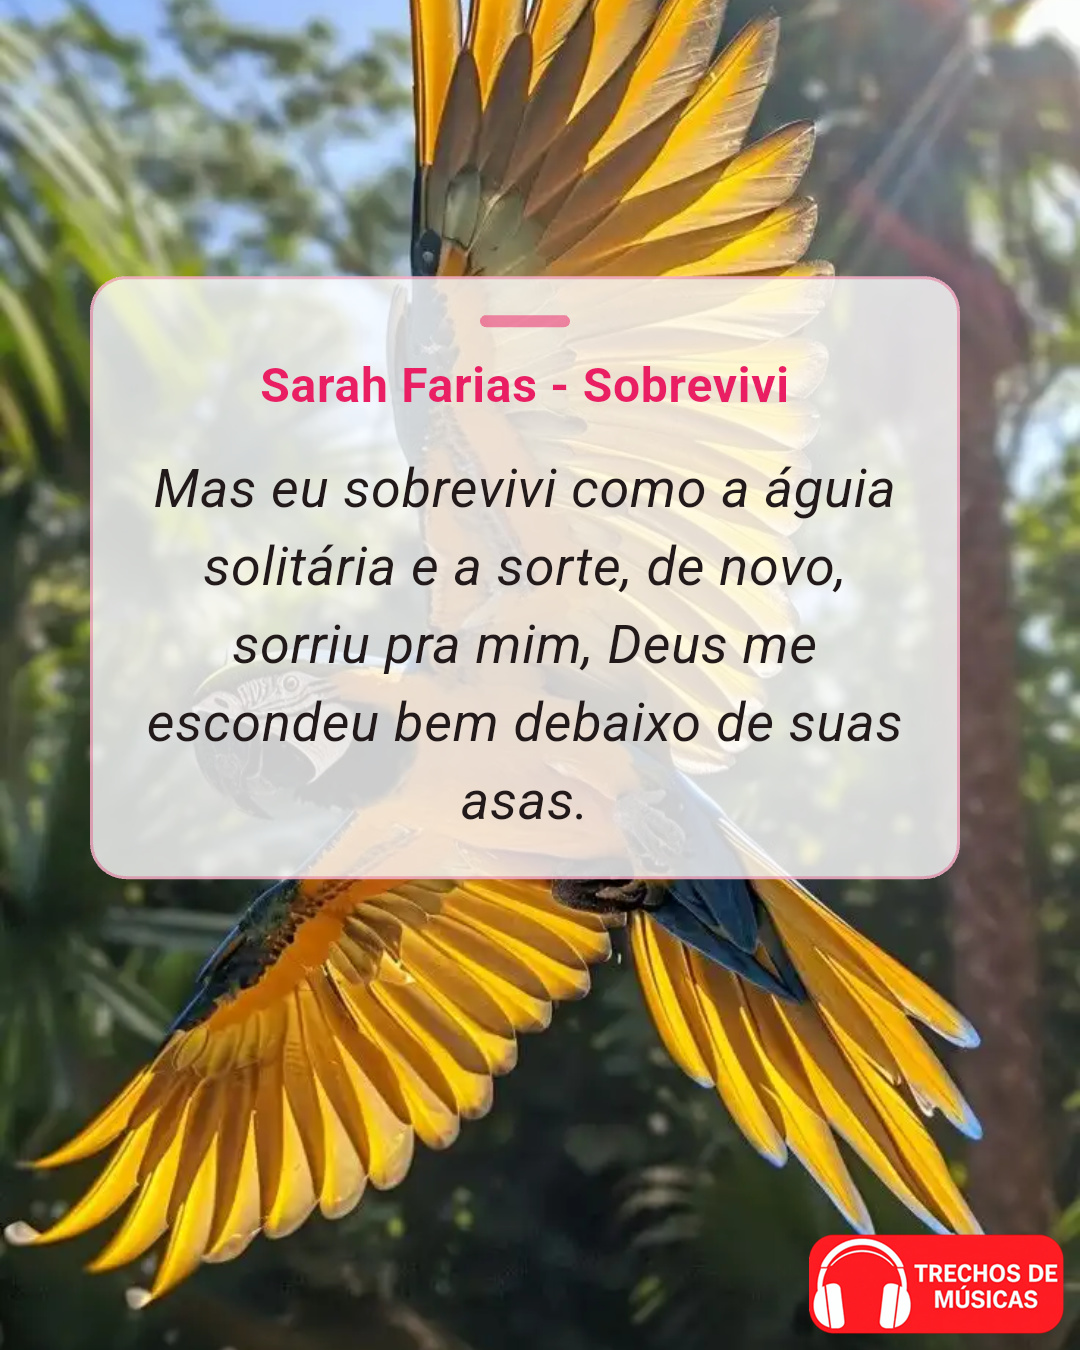 Sarah Farias - Sobrevivi
Mas eu sobrevivi como a águia
solitária e a sorte, de novo,
sorriu pra mim, Deus me
escondeu bem debaixo de suas
asas.
TRECHOS DE
MÚSICAS